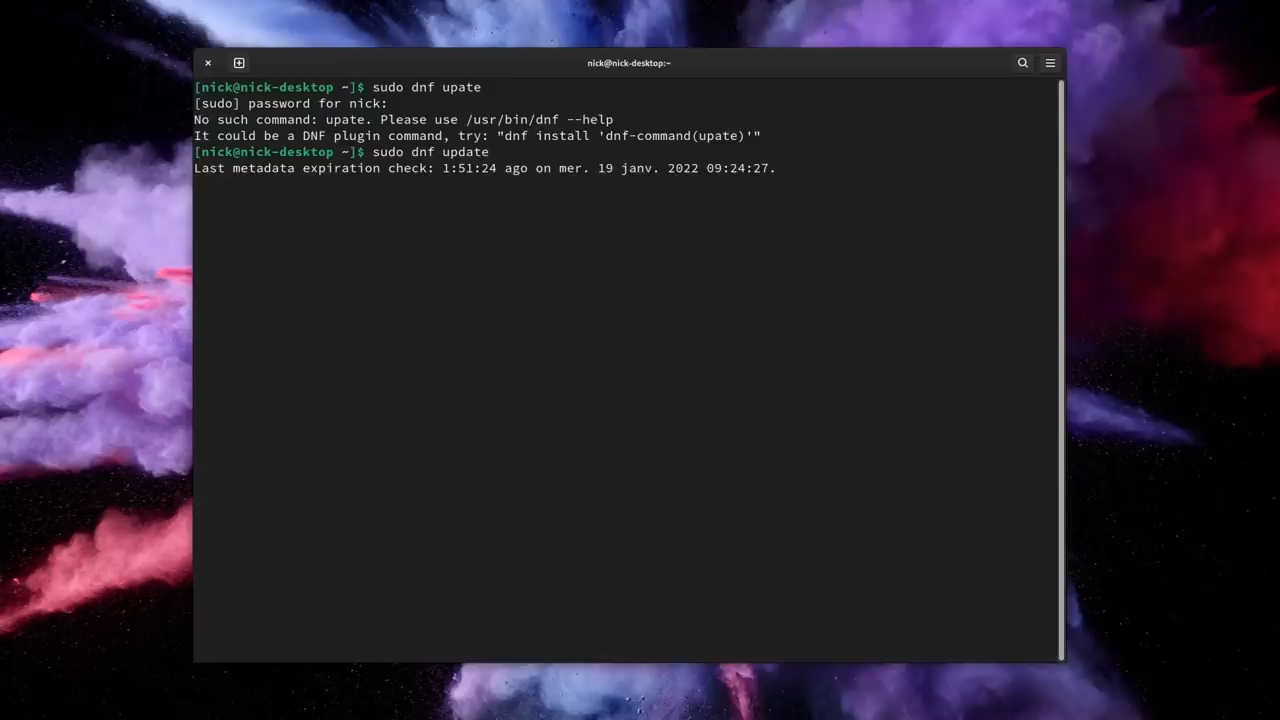 nick@nick-desktop:~
[nick@nick-desktop ~]$ sudo dnf upate
[sudo] password for nick:
No such command: upate. Please use /usr/bin/dnf --help
It could be a DNF plugin command, try: "dnf install 'dnf-command(upate)'"
[nick@nick-desktop ~]$ sudo dnf update
Last metadata expiration check: 1:51:24 ago on mer. 19 janv. 2022 09:24:27.